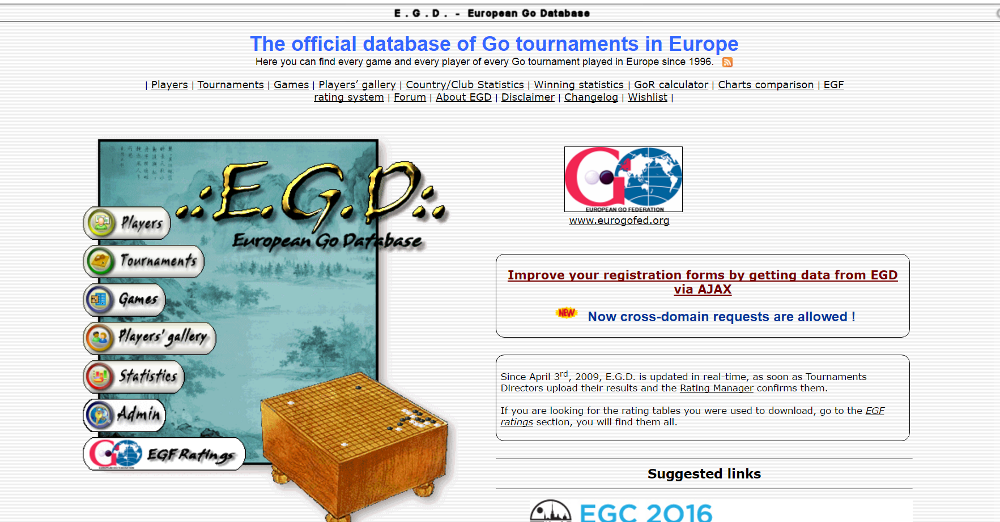 E . G . D . - European Go Database
The official database of Go tournaments in Europe
Here you can find every game and every player of every Go tournament played in Europe since 1996.
| Players | Tournaments | Games | Players’ gallery | Country/Club Statistics | Winning statistics | GoR calculator | Charts comparison | EGF
rating system | Forum | About EGD | Disclaimer | Changelog | Wishlist |
.:E.G.D:.
European Go Database
Players
Tournaments
Games
Players' gallery
Statistics
Admin
GO EGF Ratings
GO
EUROPEAN GO FEDERATION
www.eurogofed.org
Improve your registration forms by getting data from EGD
via AJAX
NEW Now cross-domain requests are allowed !
Since April 3rd, 2009, E.G.D. is updated in real-time, as soon as Tournaments
Directors upload their results and the Rating Manager confirms them.
If you are looking for the rating tables you were used to download, go to the EGF
ratings section, you will find them all.
Suggested links
EGC 2016